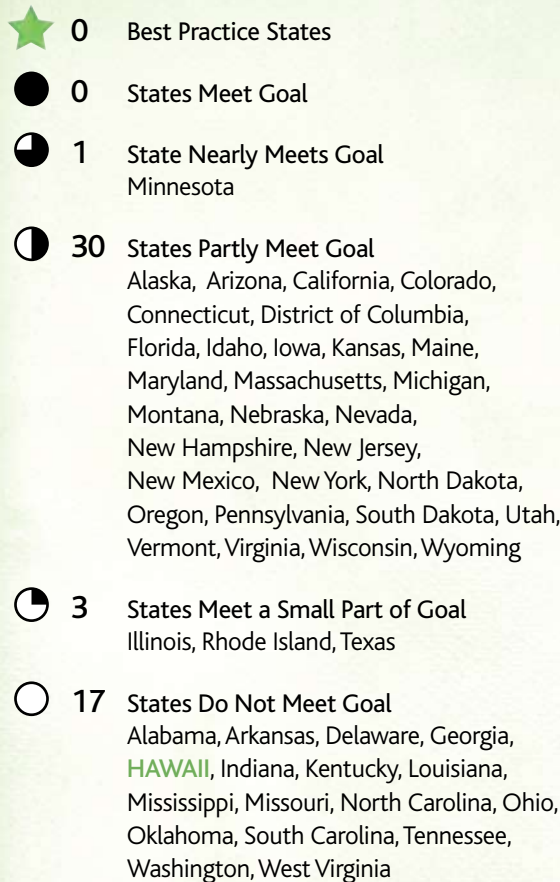 0 Best Practice States
0 States Meet Goal
1 State Nearly Meets Goal
Minnesota
30 States Partly Meet Goal
Alaska, Arizona, California, Colorado,
Connecticut, District of Columbia,
Florida, Idaho, Iowa, Kansas, Maine,
Maryland, Massachusetts, Michigan,
Montana, Nebraska, Nevada,
New Hampshire, New Jersey,
New Mexico, New York, North Dakota,
Oregon, Pennsylvania, South Dakota, Utah,
Vermont, Virginia, Wisconsin, Wyoming
3 States Meet a Small Part of Goal
Illinois, Rhode Island, Texas
17 States Do Not Meet Goal
Alabama, Arkansas, Delaware, Georgia,
HAWAII, Indiana, Kentucky, Louisiana,
Mississippi, Missouri, North Carolina, Ohio,
Oklahoma, South Carolina, Tennessee,
Washington, West Virginia